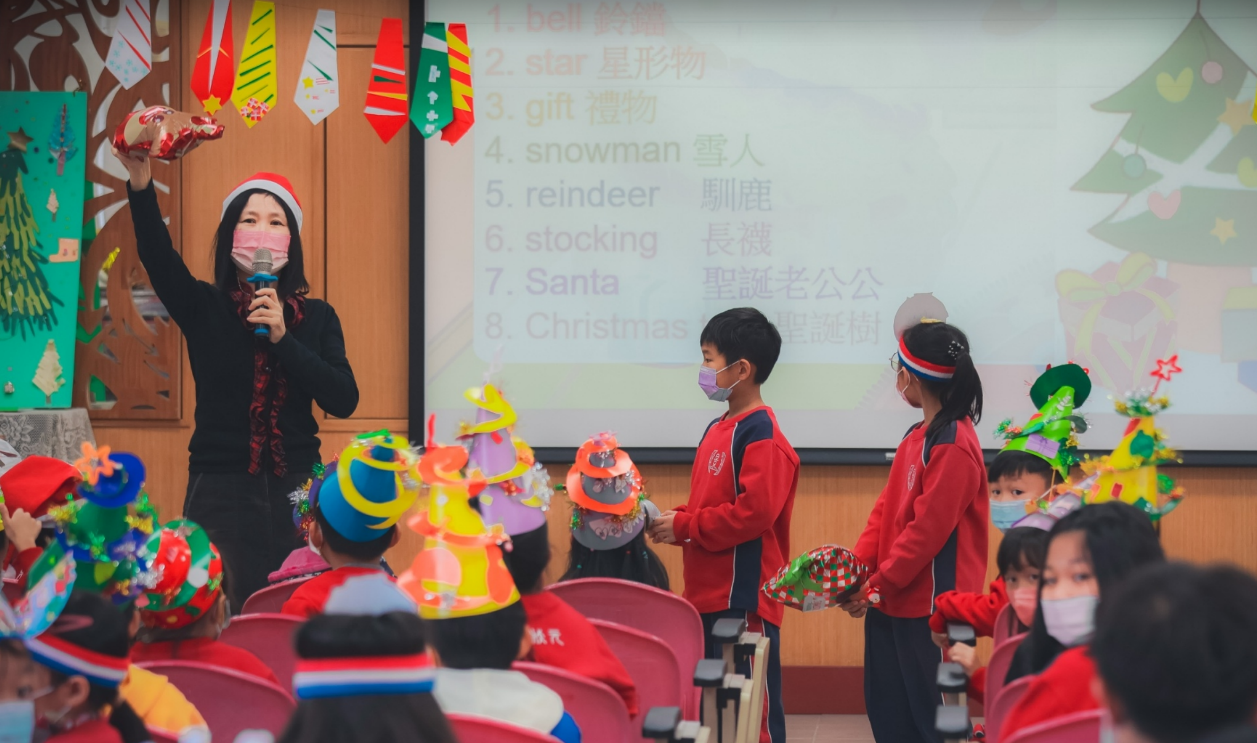 1. bell 鈴鐺
2. star 星形物
3. gift 禮物
4. snowman 雪人
5. reindeer 馴鹿
6. stocking 長襪
7. Santa 聖誕老公公
8. Christmas 聖誕樹